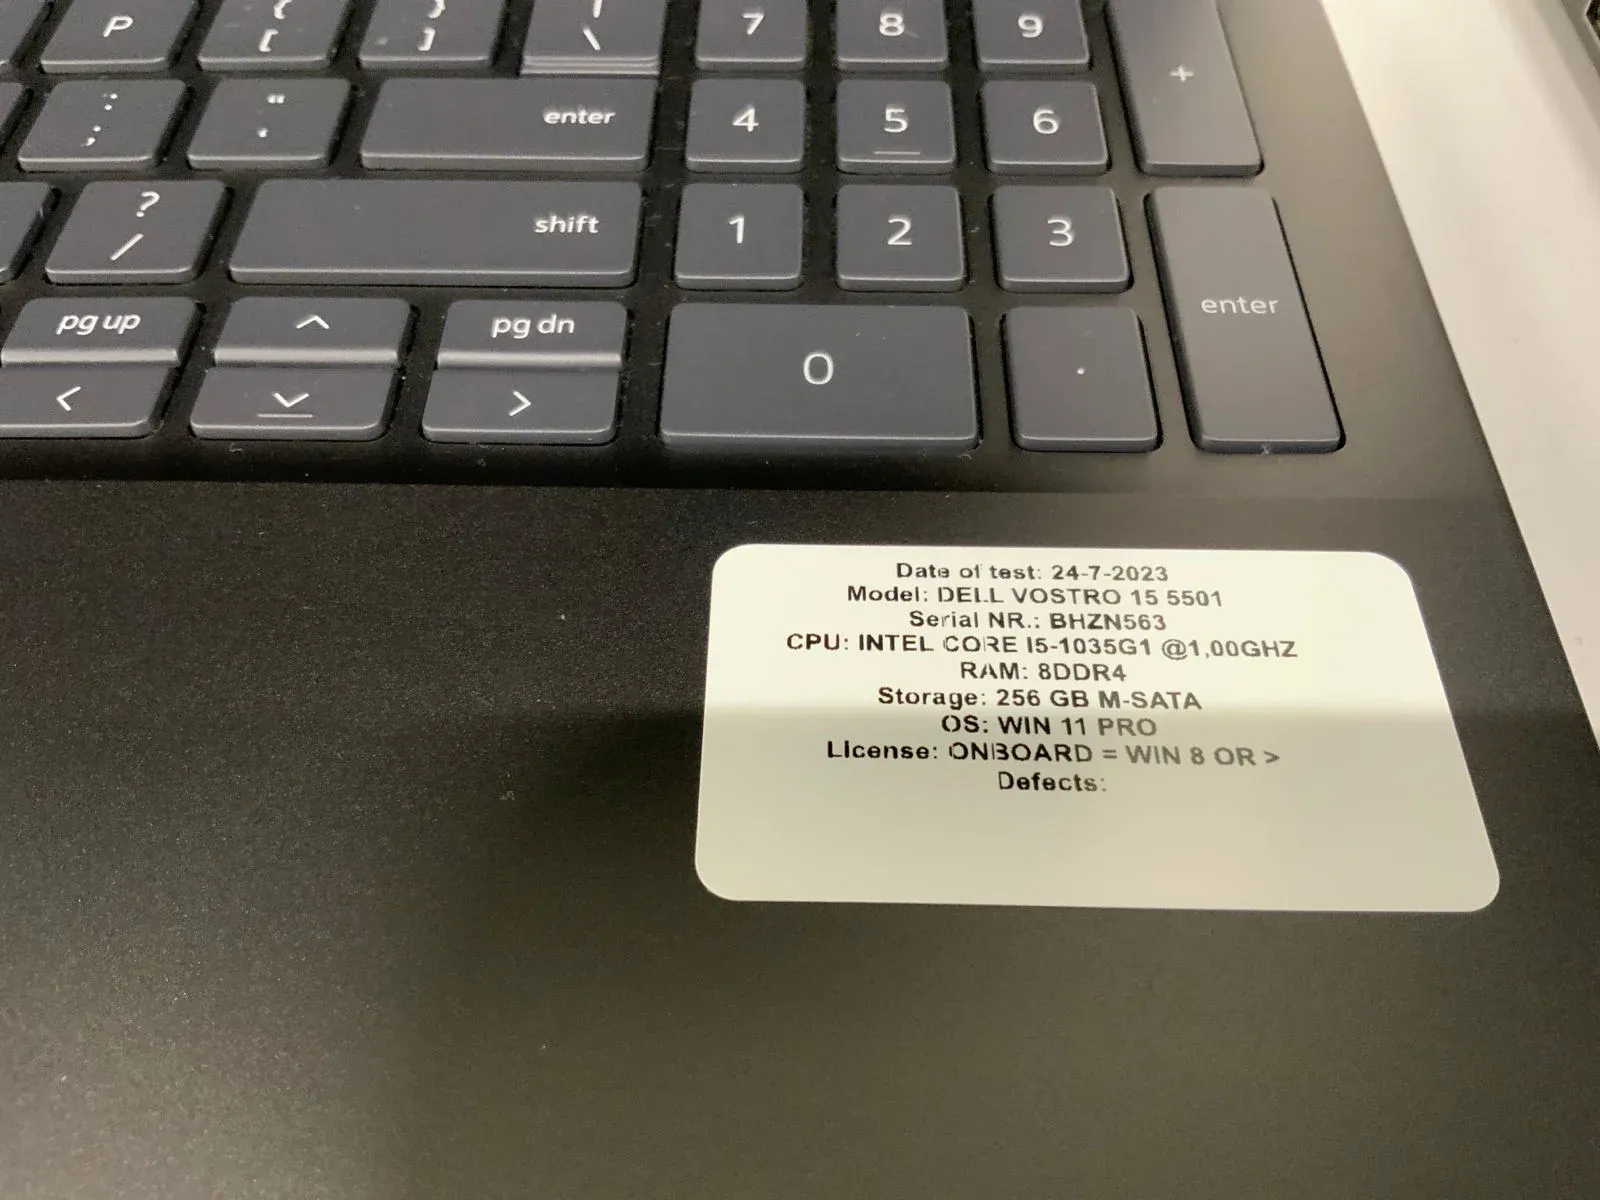 P
{
[
}
]
|
\
7
8
9
+
:
;
"
'
enter
4
5
6
?
/
shift
1
2
3
enter
pg up
^
pg dn
0
.
<
>
Date of test: 24-7-2023
Model: DELL VOSTRO 15 5501
Serial NR.: BHZN563
CPU: INTEL CORE I5-1035G1 @1,00GHZ
RAM: 8DDR4
Storage: 256 GB M-SATA
OS: WIN 11 PRO
License: ONBOARD = WIN 8 OR >
Defects: